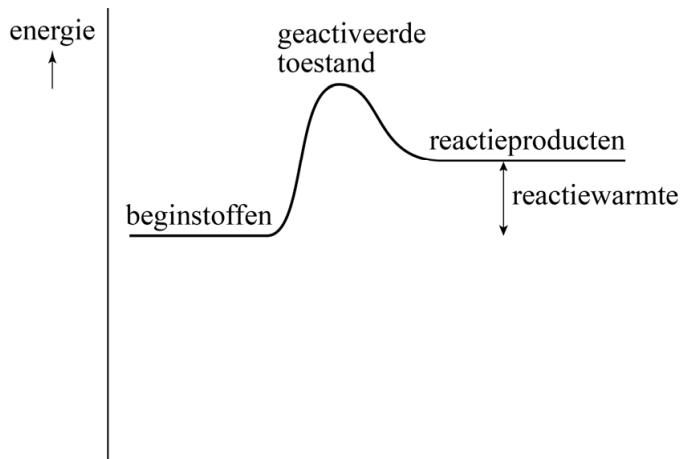 energie
geactiveerde
toestand
reactieproducten
reactiewarmte
beginstoffen